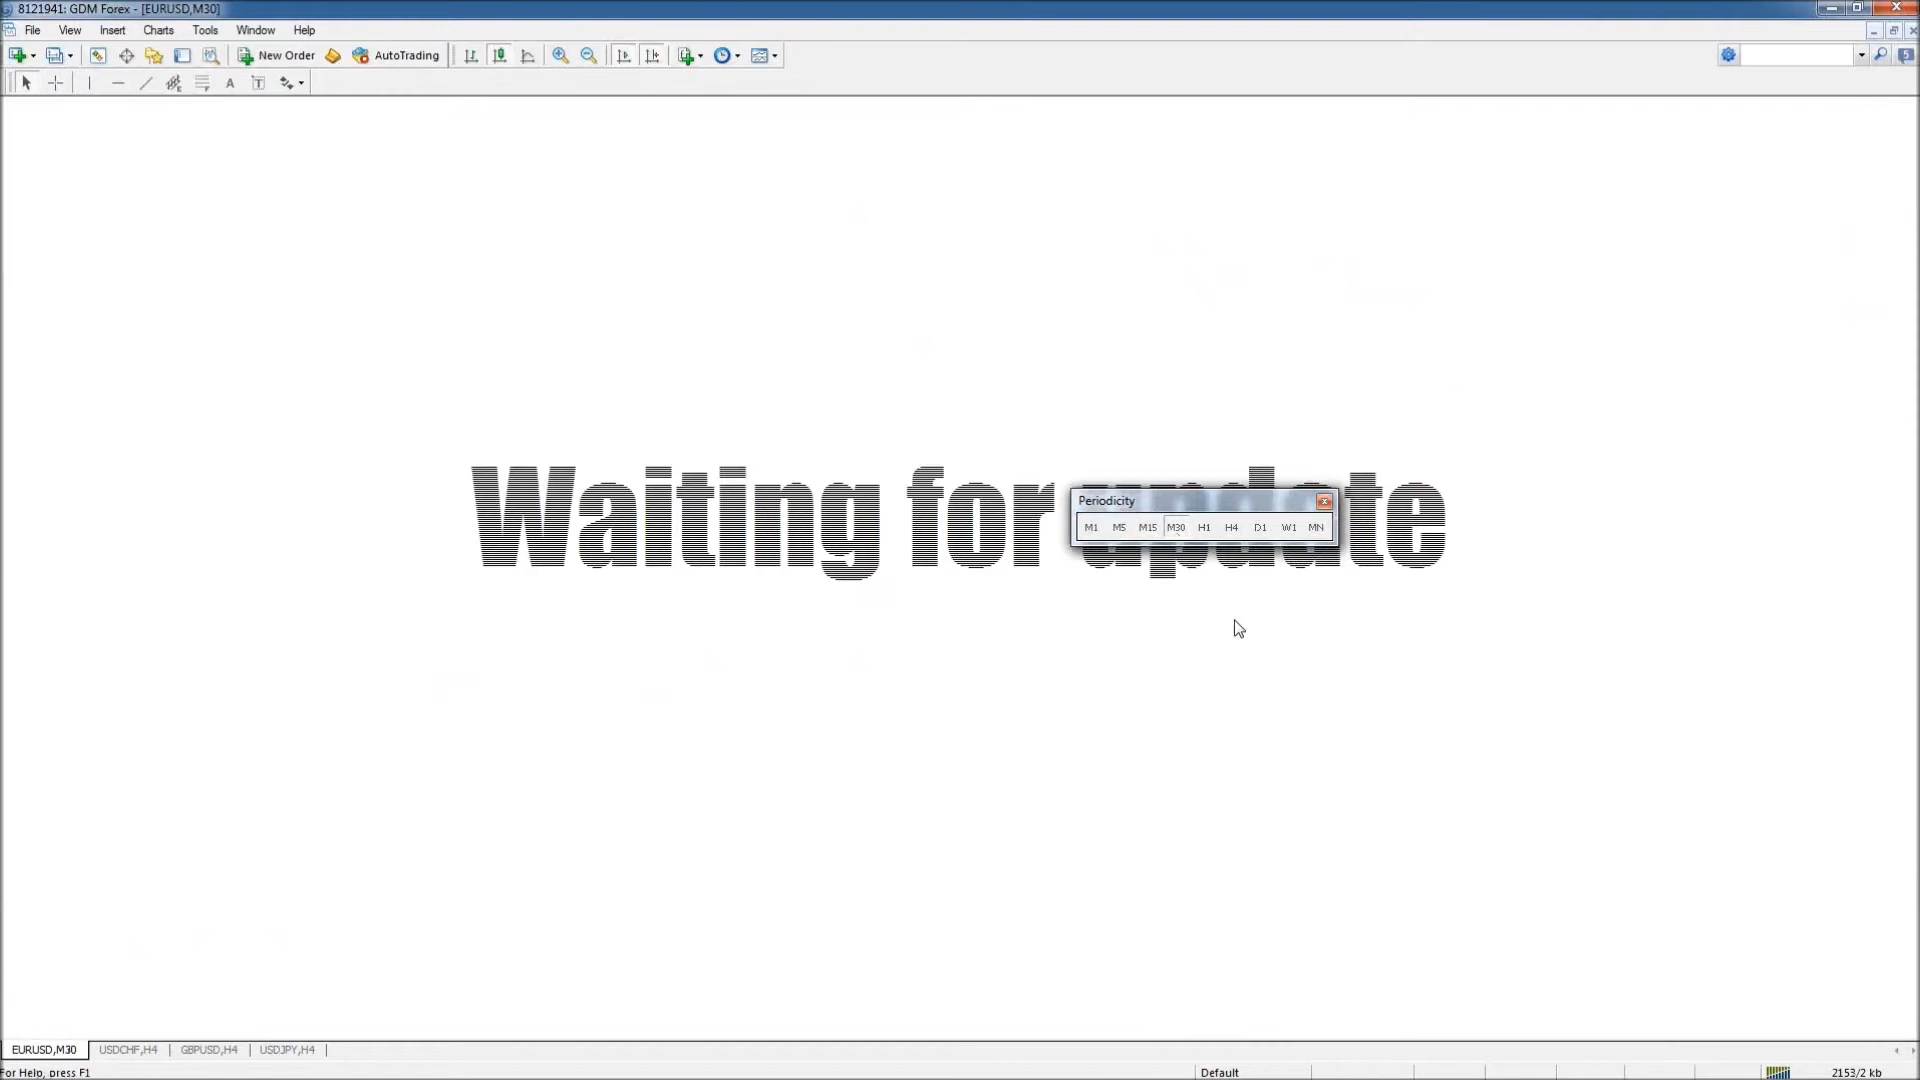 8121941: GDM Forex - [EURUSD,M30]
File View Insert Charts Tools Window Help
New Order AutoTrading
A T
Waiting for update
Periodicity
M1 M5 M15 M30 H1 H4 D1 W1 MN
EURUSD,M30 USDCHF,H4 GBPUSD,H4 USDJPY,H4
For Help, press F1 Default 2153/2 kb